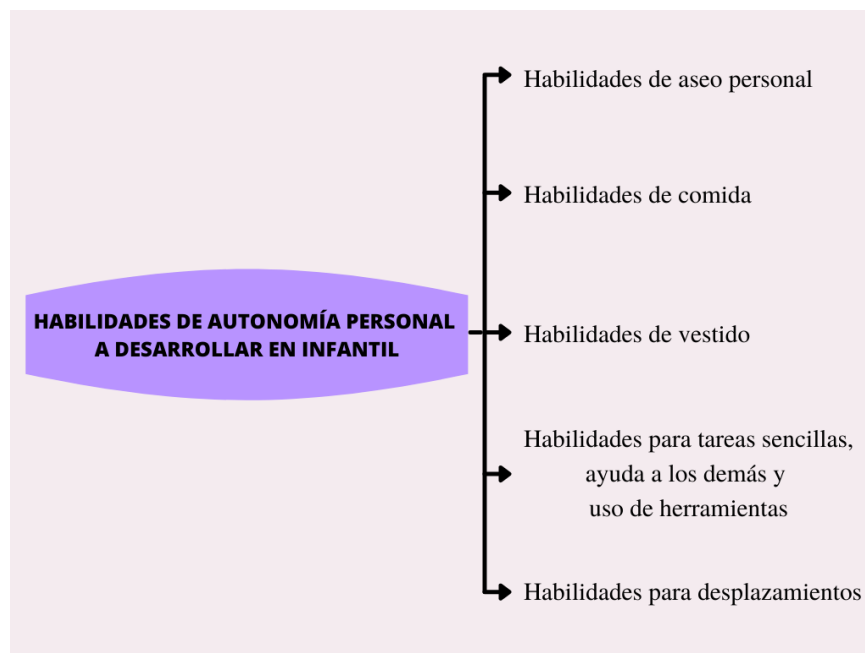 HABILIDADES DE AUTONOMÍA PERSONAL
A DESARROLLAR EN INFANTIL
Habilidades de aseo personal
Habilidades de comida
Habilidades de vestido
Habilidades para tareas sencillas,
ayuda a los demás y
uso de herramientas
Habilidades para desplazamientos